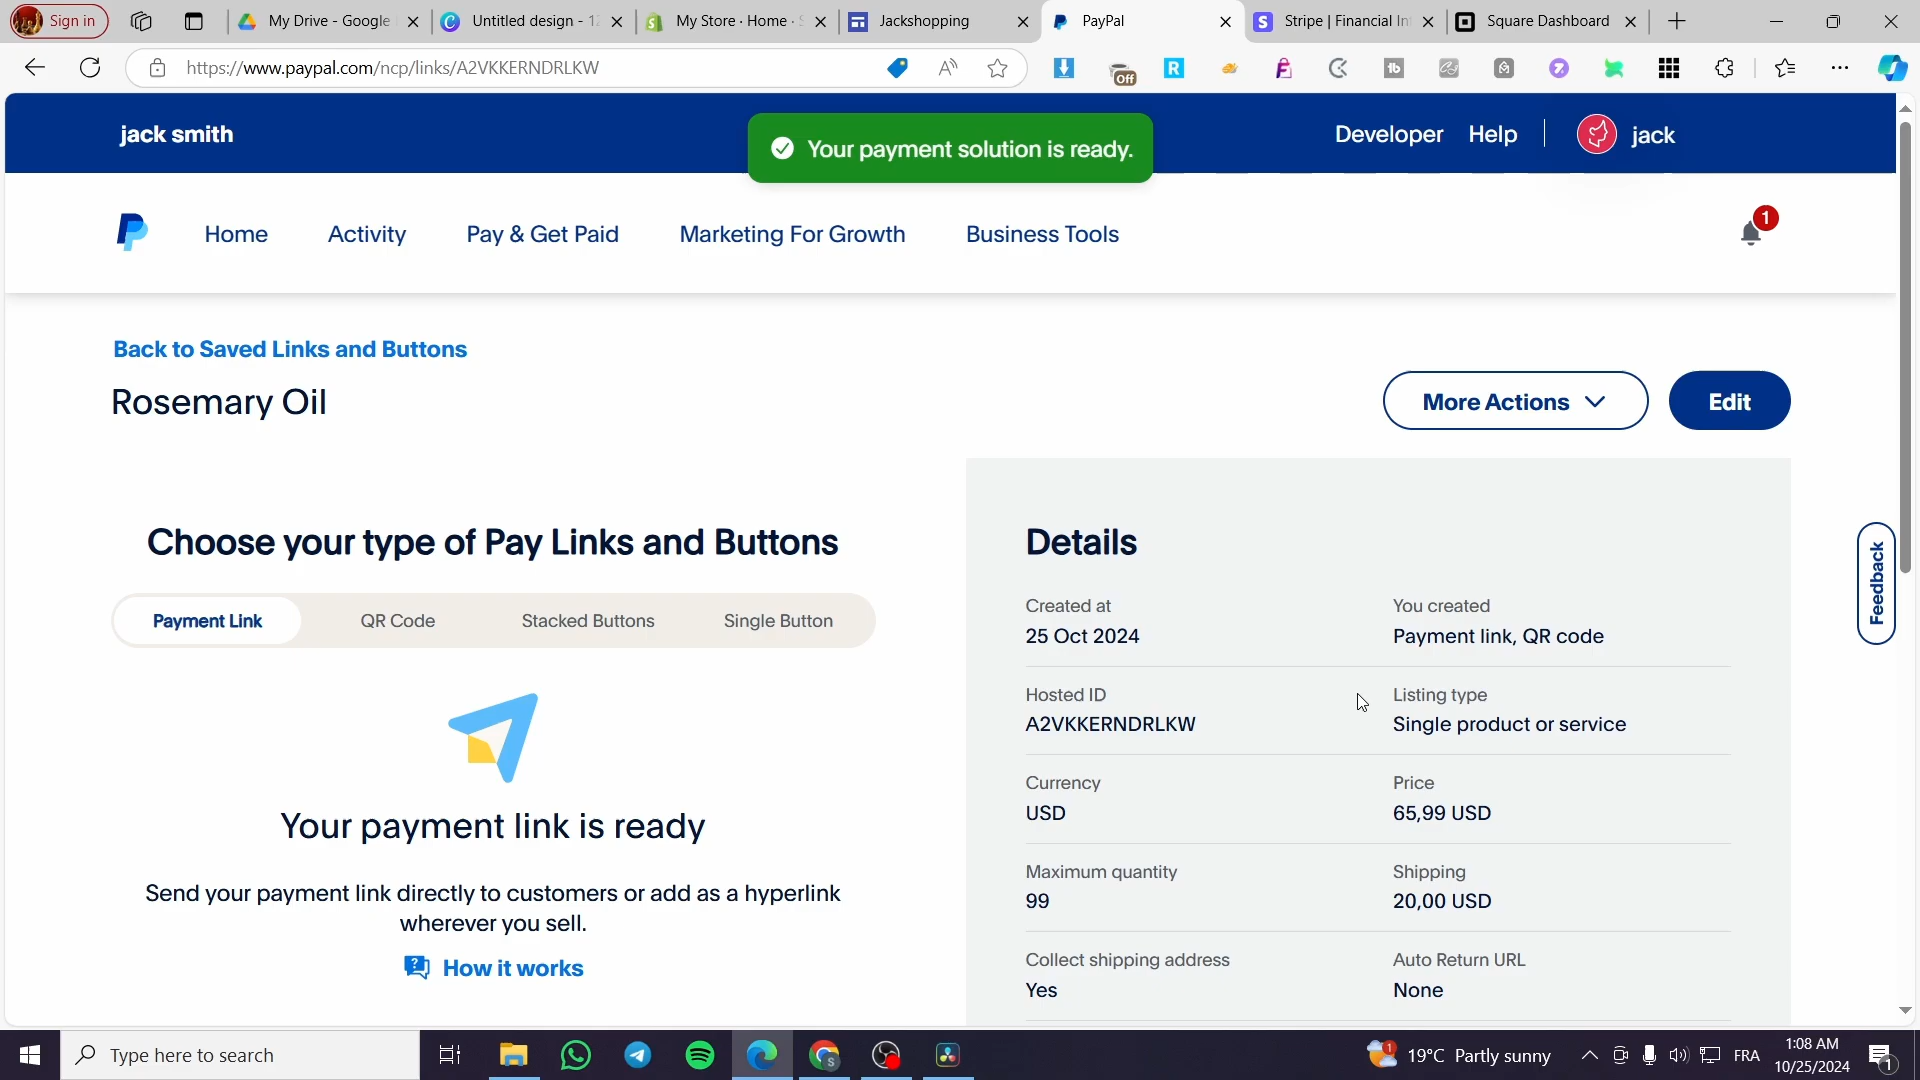 Sign in
My Drive - Google
Untitled design - 12
My Store · Home · S
Jackshopping
PayPal
Stripe | Financial In
Square Dashboard
https://www.paypal.com/ncp/links/A2VKKERNDRLKW
Off
jack smith
Your payment solution is ready.
Developer
Help
jack
Home
Activity
Pay & Get Paid
Marketing For Growth
Business Tools
1
Back to Saved Links and Buttons
Rosemary Oil
More Actions
Edit
Choose your type of Pay Links and Buttons
Payment Link
QR Code
Stacked Buttons
Single Button
Your payment link is ready
Send your payment link directly to customers or add as a hyperlink
wherever you sell.
How it works
Details
Created at
25 Oct 2024
You created
Payment link, QR code
Hosted ID
A2VKKERNDRLKW
Listing type
Single product or service
Currency
USD
Price
65,99 USD
Maximum quantity
99
Shipping
20,00 USD
Collect shipping address
Yes
Auto Return URL
None
Feedback
Type here to search
19°C Partly sunny
FRA
1:08 AM
10/25/2024
1